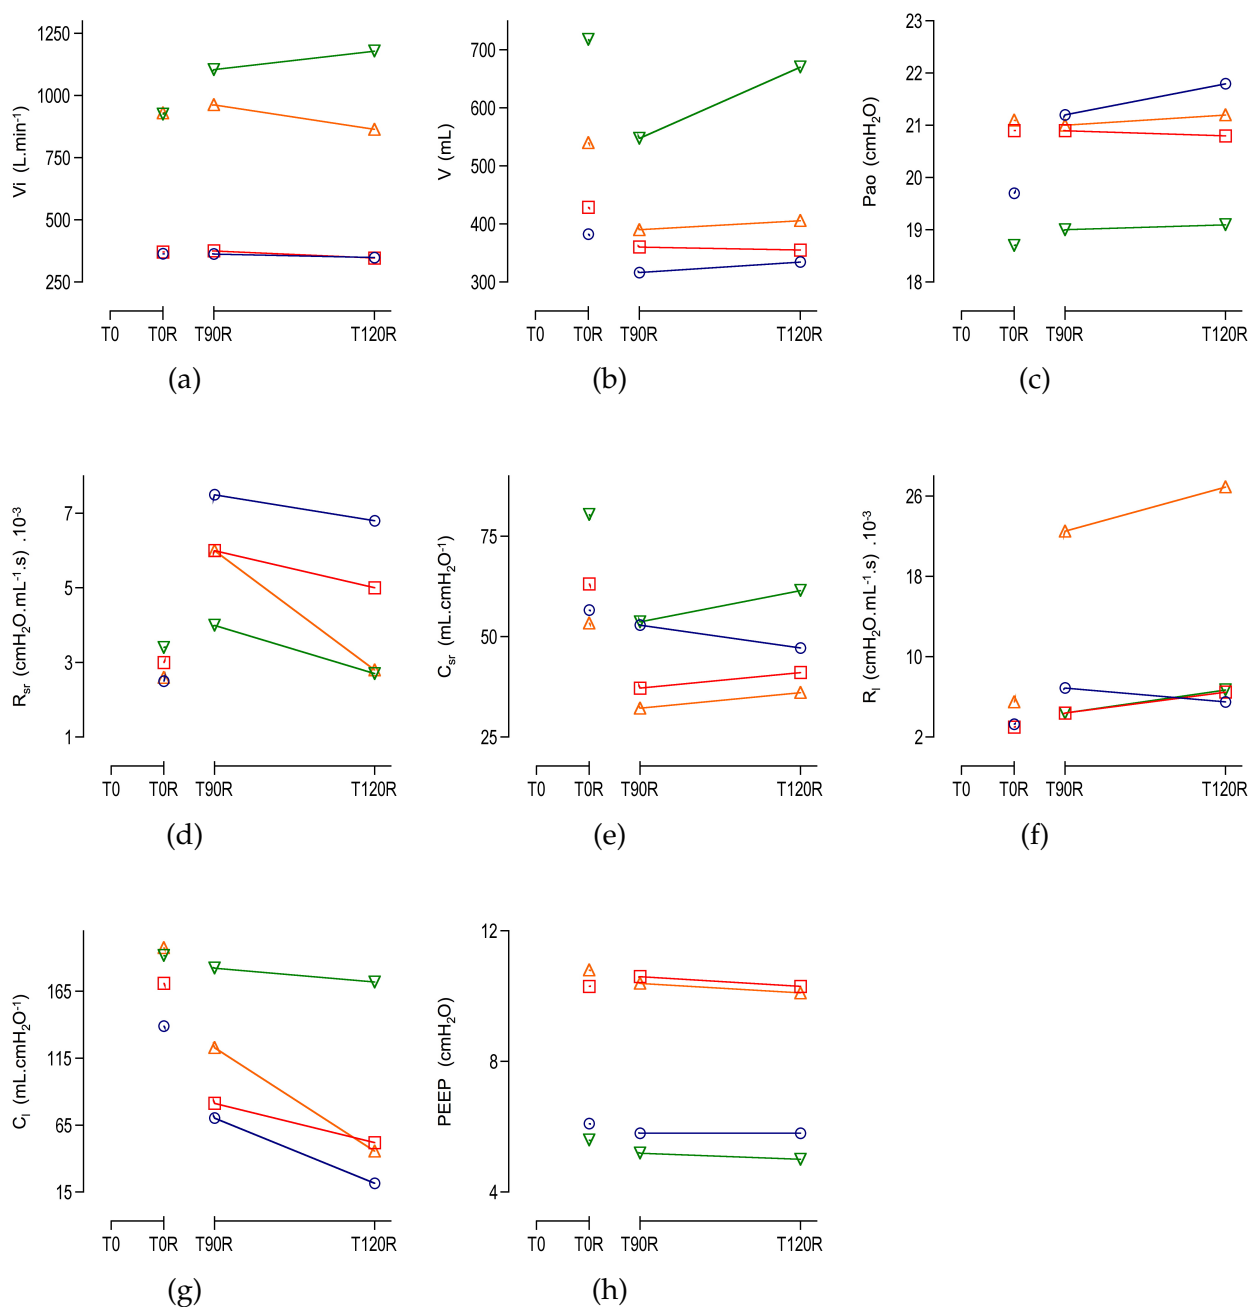 1250
1000
750
500
250
Vi (L.min⁻¹)
T0 T0R T90R T120R
(a)
700
600
500
400
300
V (mL)
T0 T0R T90R T120R
(b)
23
22
21
20
19
18
Pao (cmH₂O)
T0 T0R T90R T120R
(c)
7
5
3
1
Rsr (cmH₂O.mL⁻¹.s) .10⁻³
T0 T0R T90R T120R
(d)
75
50
25
Csr (mL.cmH₂O⁻¹)
T0 T0R T90R T120R
(e)
26
18
10
2
Rl (cmH₂O.mL⁻¹.s) .10⁻³
T0 T0R T90R T120R
(f)
165
115
65
15
Cl (mL.cmH₂O⁻¹)
T0 T0R T90R T120R
(g)
12
8
4
PEEP (cmH₂O)
T0 T0R T90R T120R
(h)